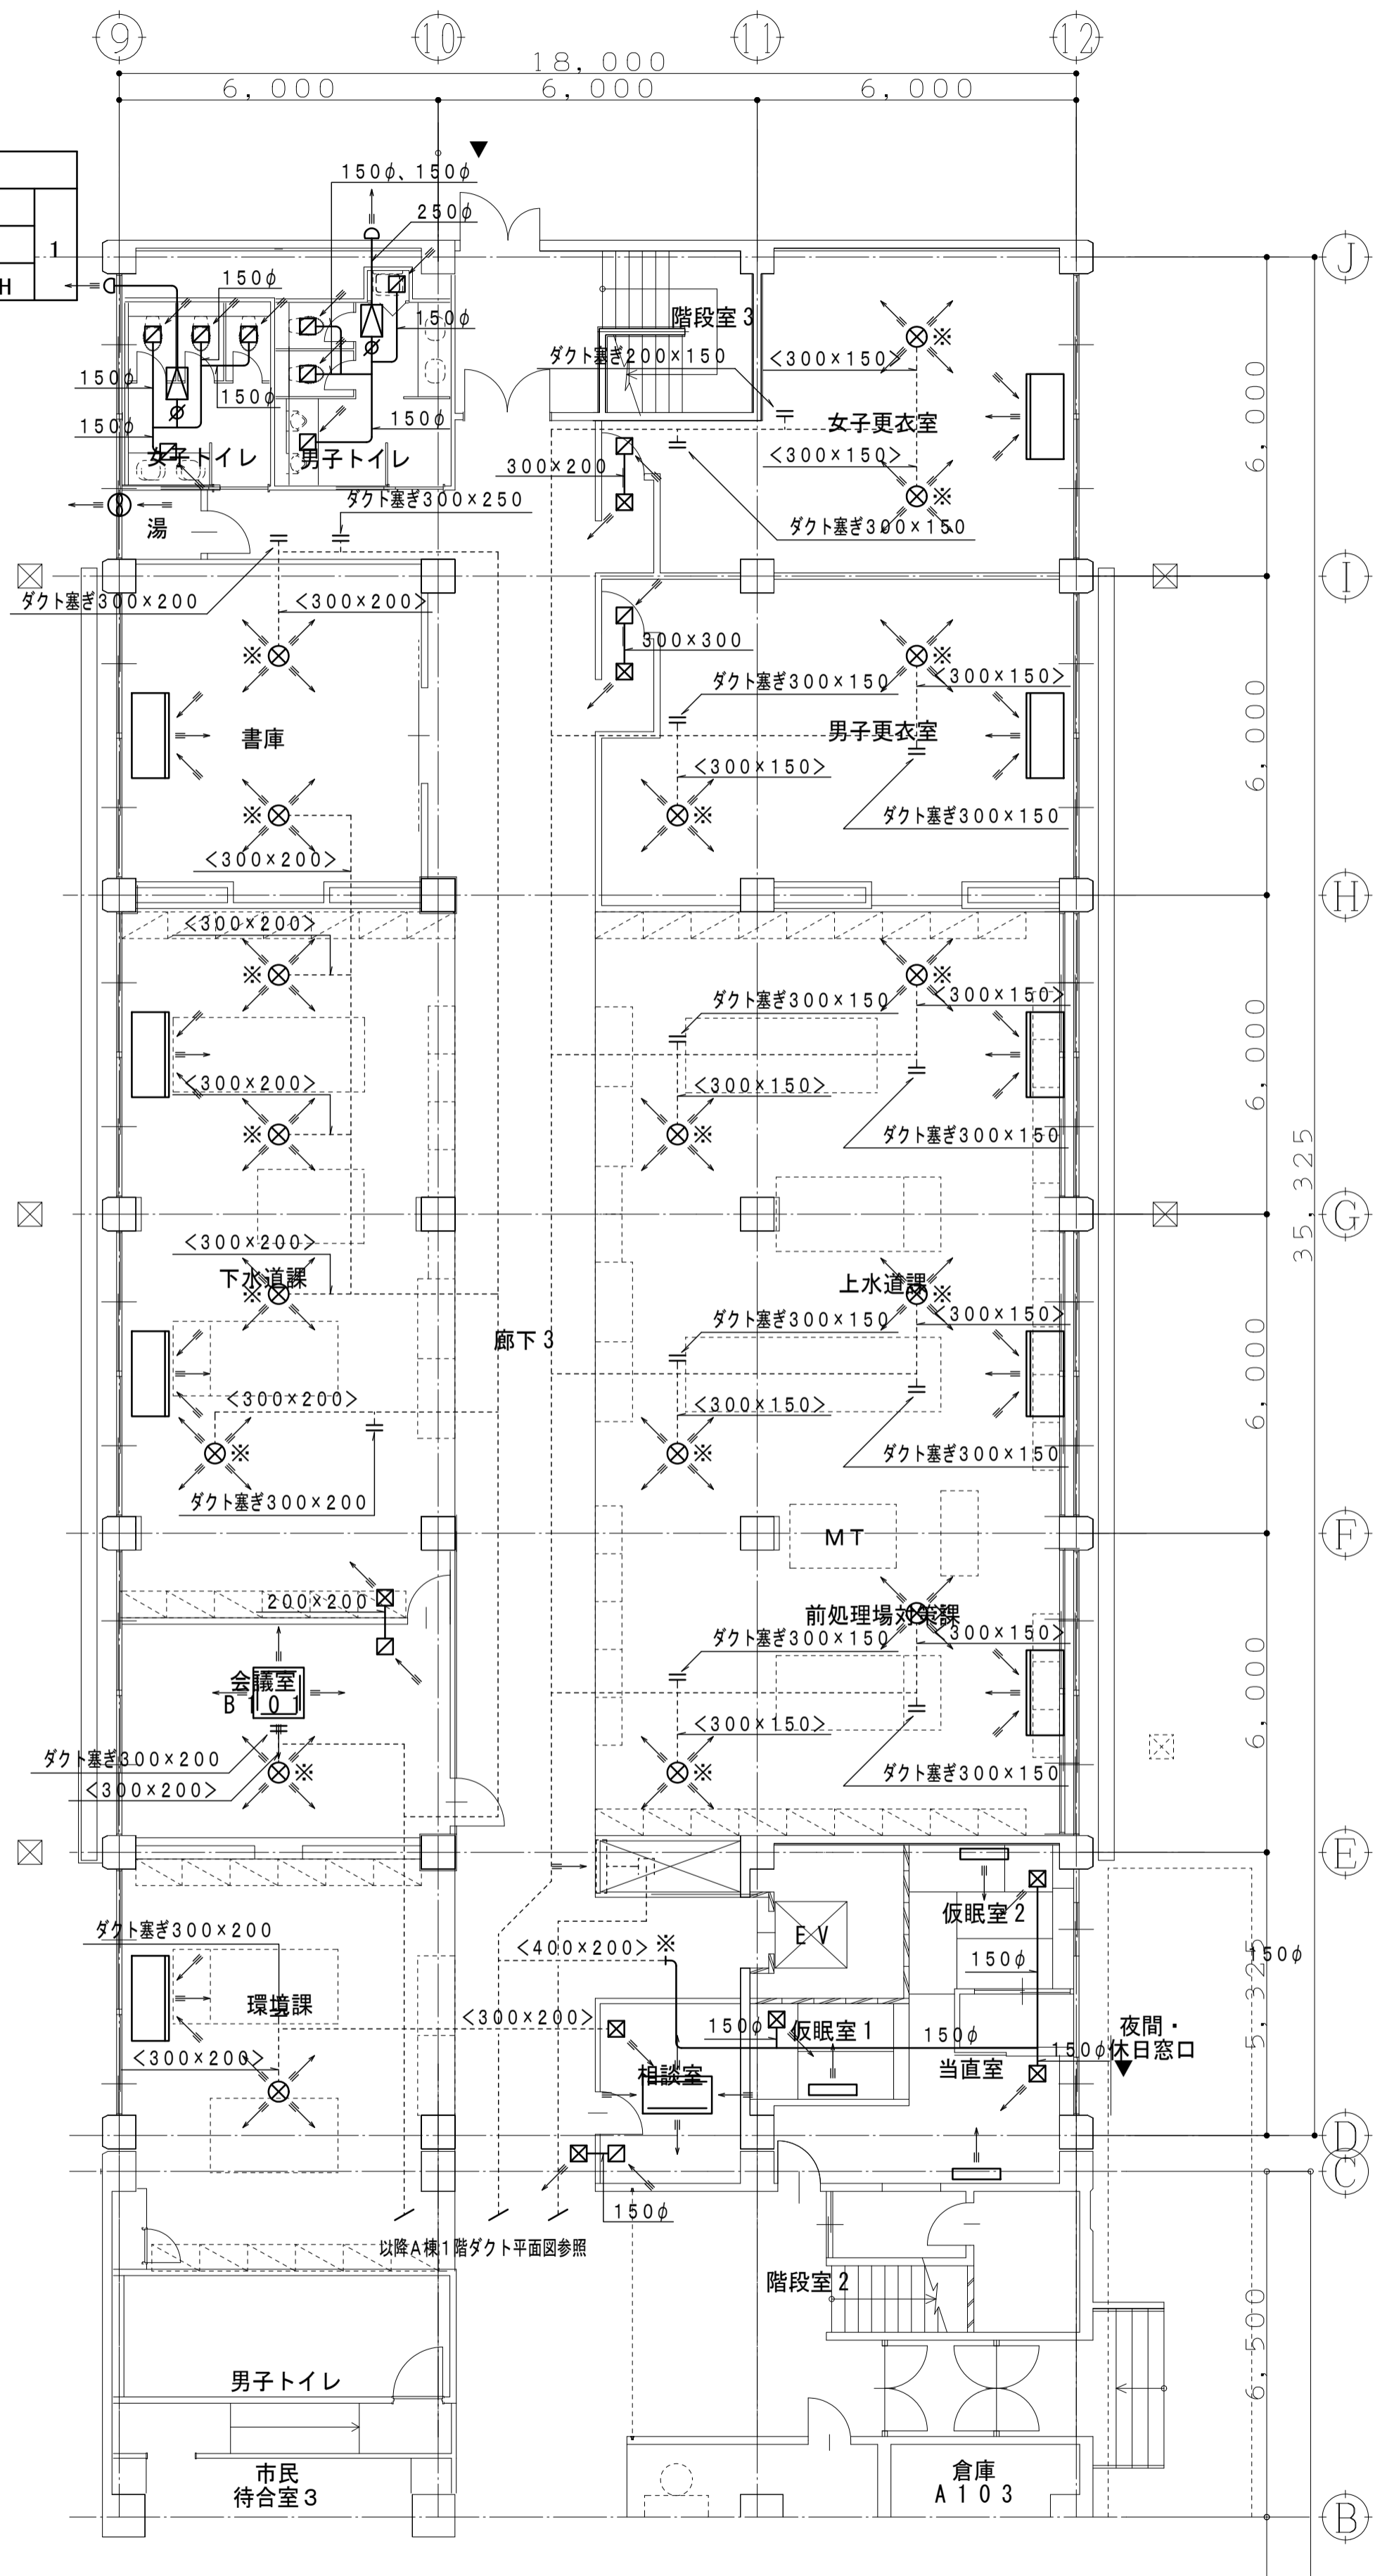 9 10 11 12
18,000
6,000 6,000 6,000
150φ、150φ
250φ
1
J
H
150φ
150φ
階段室3
ダクト塞ぎ200×150
<300×150>
150φ
150φ
150φ
150φ
女子更衣室
6,000
女子トイレ
男子トイレ
<300×150>
300×200
ダクト塞ぎ300×250
ダクト塞ぎ300×150
湯
I
ダクト塞ぎ300×200
<300×200>
300×300
※
※
※
※
ダクト塞ぎ300×150
<300×150>
書庫
男子更衣室
6,000
<300×150>
※
※
ダクト塞ぎ300×150
<300×200>
H
<300×200>
※
※
ダクト塞ぎ300×150
<300×150>
6,000
<300×200>
<300×150>
※
※
ダクト塞ぎ300×150
35,325
G
<300×200>
下水道課
上水道課
※
※
ダクト塞ぎ300×150
<300×150>
廊下3
6,000
<300×200>
<300×150>
※
※
ダクト塞ぎ300×150
ダクト塞ぎ300×200
MT
F
200×200
前処理場対策課
※
ダクト塞ぎ300×150
<300×150>
6,000
会議室
B101
<300×150>
ダクト塞ぎ300×200
※
※
ダクト塞ぎ300×150
<300×200>
E
仮眠室2
ダクト塞ぎ300×200
EV
<400×200>
※
150φ
150φ
5,325
環境課
<300×200>
150φ
仮眠室1
150φ
夜間・
休日窓口
150φ
<300×200>
相談室
当直室
D
C
150φ
以降A棟1階ダクト平面図参照
階段室2
6,500
男子トイレ
市民
待合室3
倉庫
A103
B